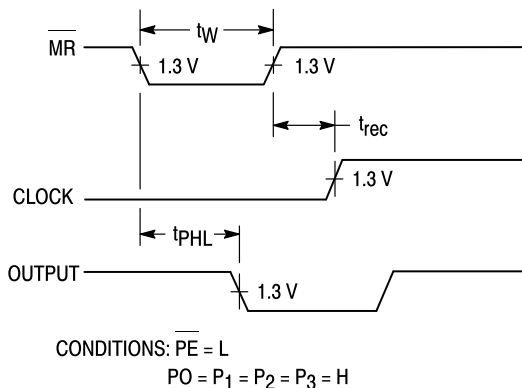 tW
MR
1.3 V
1.3 V
trec
1.3 V
CLOCK
tPHL
OUTPUT
1.3 V
CONDITIONS: PE = L
PO = P1 = P2 = P3 = H